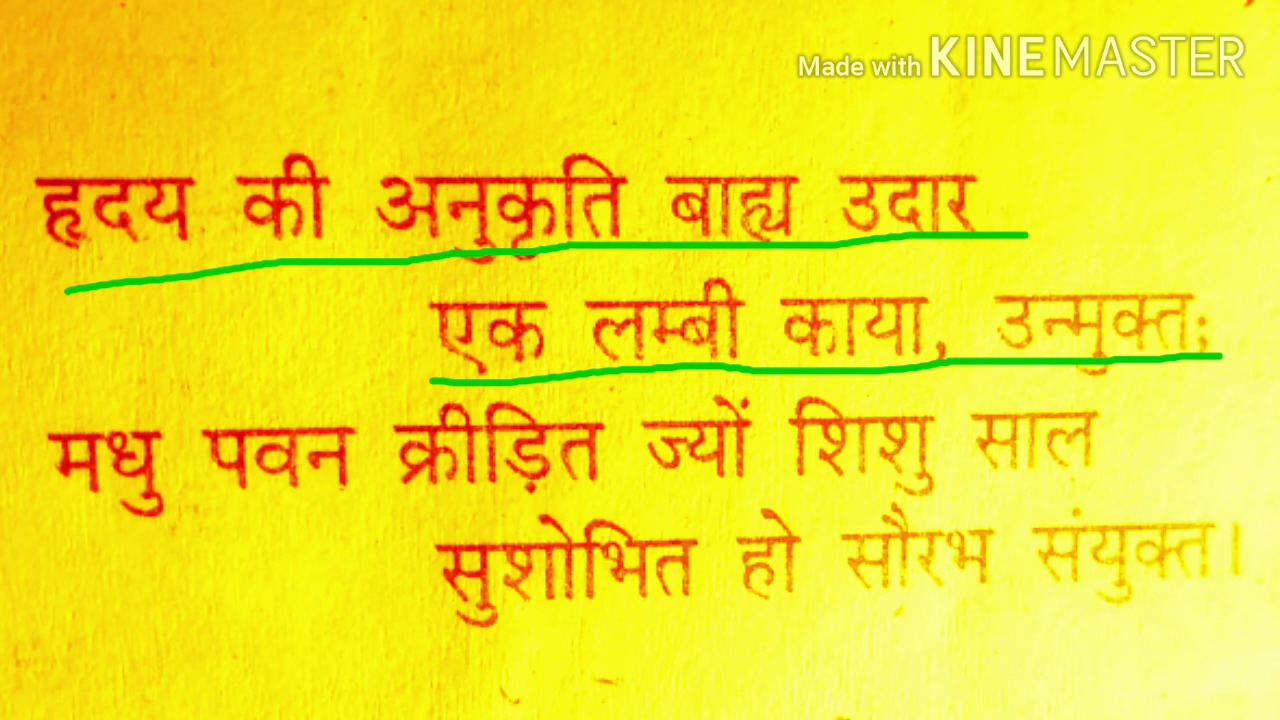 Made with KINEMASTER
हृदय की अनुकृति बाह्य उदार
एक लम्बी काया, उन्मुक्त;
मधु पवन क्रीड़ित ज्यों शिशु साल
सुशोभित हो सौरभ संयुक्त।